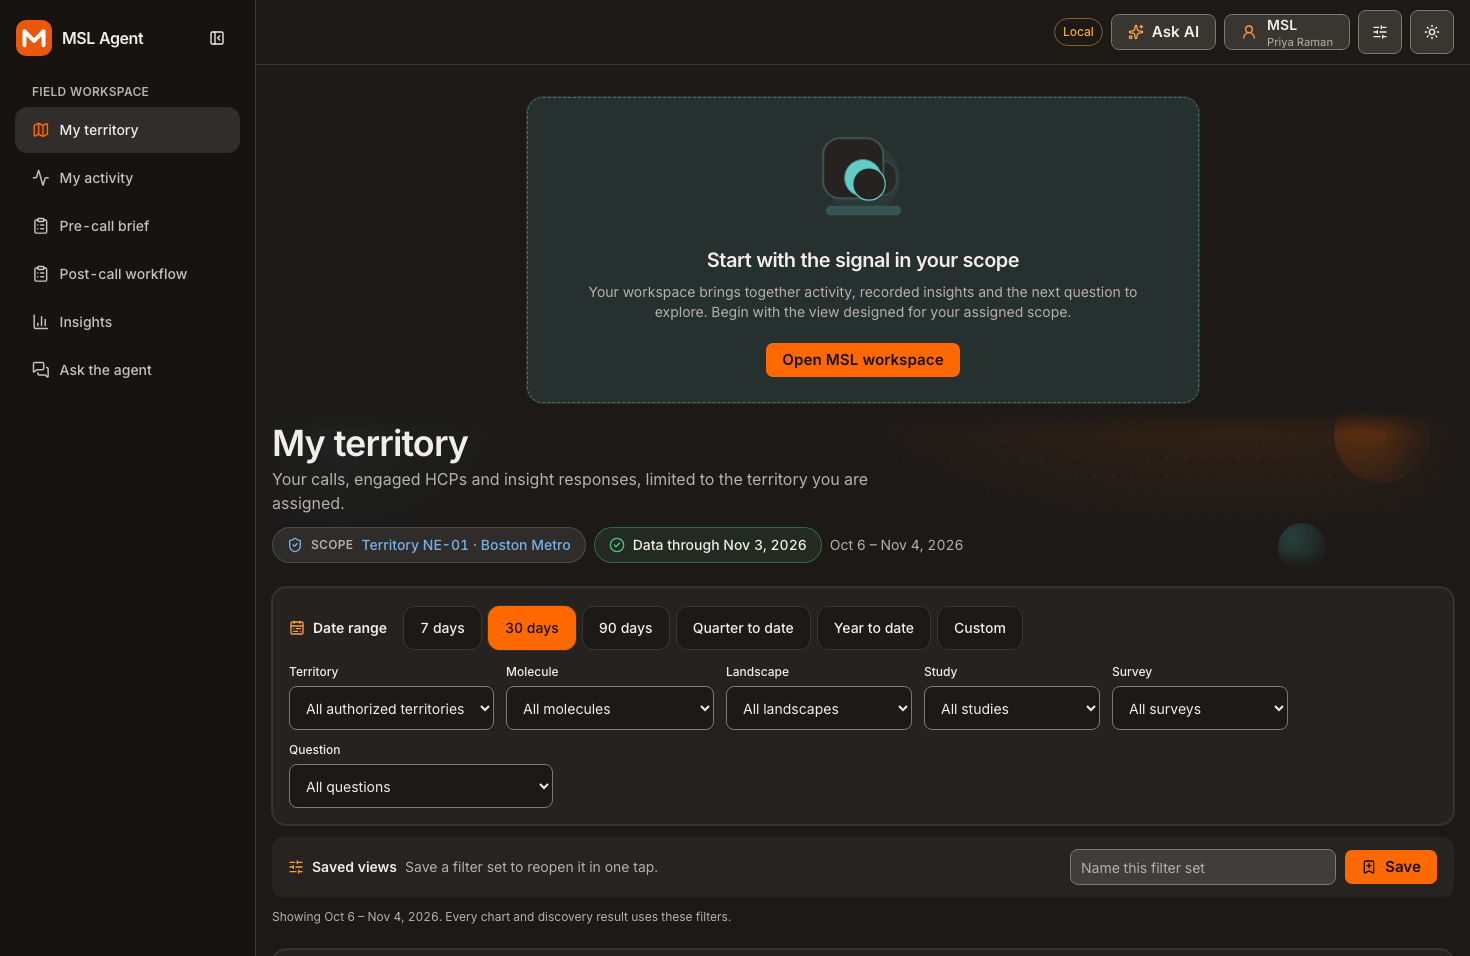 MSL Agent
Local
Ask AI
MSL
Priya Raman
FIELD WORKSPACE
My territory
My activity
Pre-call brief
Post-call workflow
Insights
Ask the agent
Start with the signal in your scope
Your workspace brings together activity, recorded insights and the next question to
explore. Begin with the view designed for your assigned scope.
Open MSL workspace
My territory
Your calls, engaged HCPs and insight responses, limited to the territory you are
assigned.
SCOPE Territory NE-01 · Boston Metro
Data through Nov 3, 2026
Oct 6 – Nov 4, 2026
Date range
7 days
30 days
90 days
Quarter to date
Year to date
Custom
Territory
All authorized territories
Molecule
All molecules
Landscape
All landscapes
Study
All studies
Survey
All surveys
Question
All questions
Saved views Save a filter set to reopen it in one tap.
Name this filter set
Save
Showing Oct 6 – Nov 4, 2026. Every chart and discovery result uses these filters.